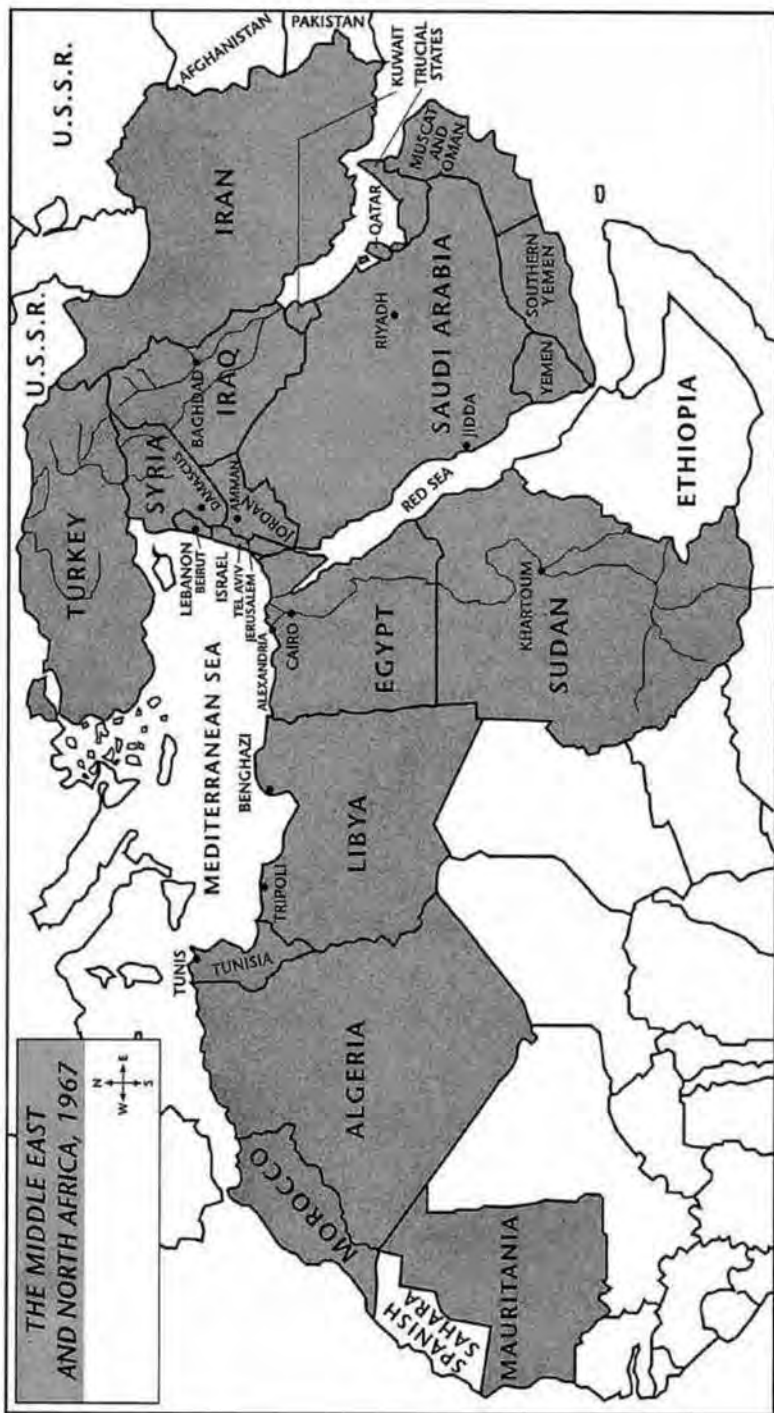 THE MIDDLE EAST
AND NORTH AFRICA, 1967
N
W
E
S
U.S.S.R.
U.S.S.R.
AFGHANISTAN
PAKISTAN
KUWAIT
TRUCIAL
STATES
TURKEY
IRAN
SYRIA
IRAQ
BAGHDAD
DAMASCUS
LEBANON
BEIRUT
ISRAEL
TEL AVIV
JERUSALEM
AMMAN
JORDAN
MEDITERRANEAN SEA
ALEXANDRIA
CAIRO
EGYPT
BENGHAZI
TRIPOLI
LIBYA
TUNIS
TUNISIA
ALGERIA
MOROCCO
SPANISH
SAHARA
MAURITANIA
QATAR
MUSCAT
AND
OMAN
RIYADH
SAUDI ARABIA
JIDDA
RED SEA
SOUTHERN
YEMEN
YEMEN
KHARTOUM
SUDAN
ETHIOPIA